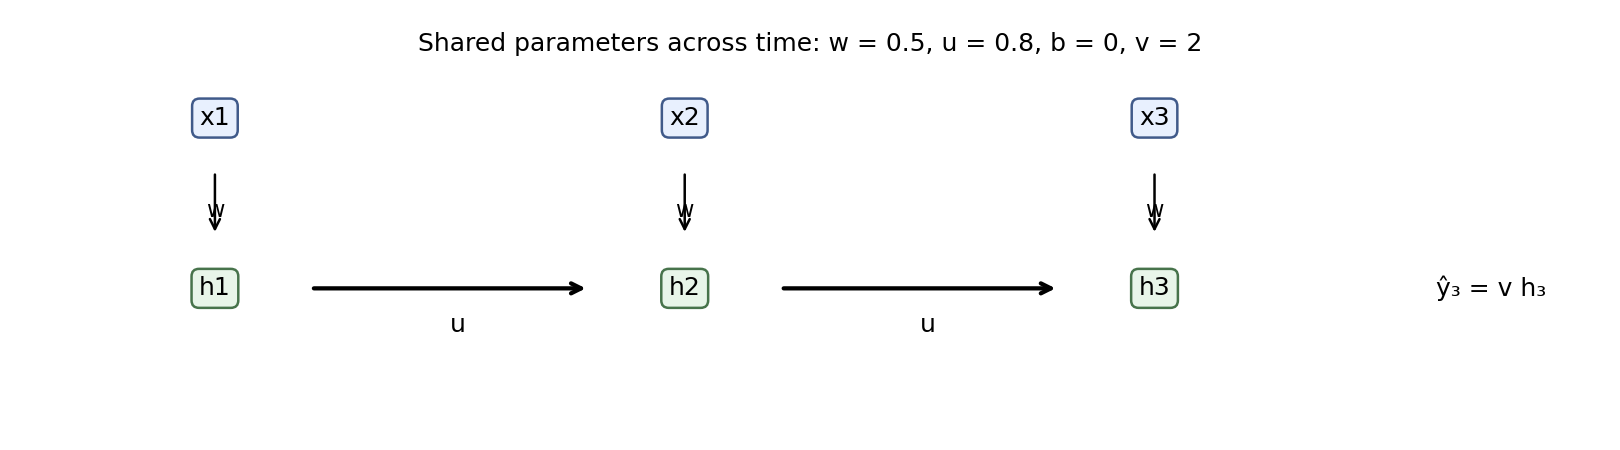 Shared parameters across time: w = 0.5, u = 0.8, b = 0, v = 2
x1 x2 x3
w w w
h1 h2 h3 ŷ₃ = v h₃
u u